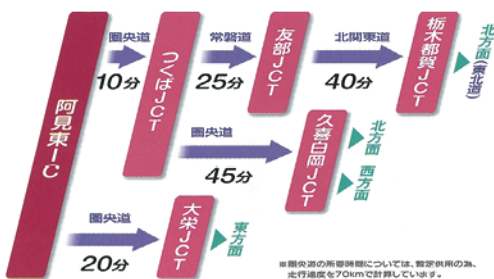 阿見東IC
圏央道
10分
つくばJCT
常磐道
25分
友部JCT
北関東道
40分
栃木都賀JCT
北方面(東北道)
圏央道
45分
久喜白岡JCT
北方面
西方面
圏央道
20分
大栄JCT
東方面
※圏央道の所要時間については、暫定供用の為、
走行速度を70kmで計算しています。